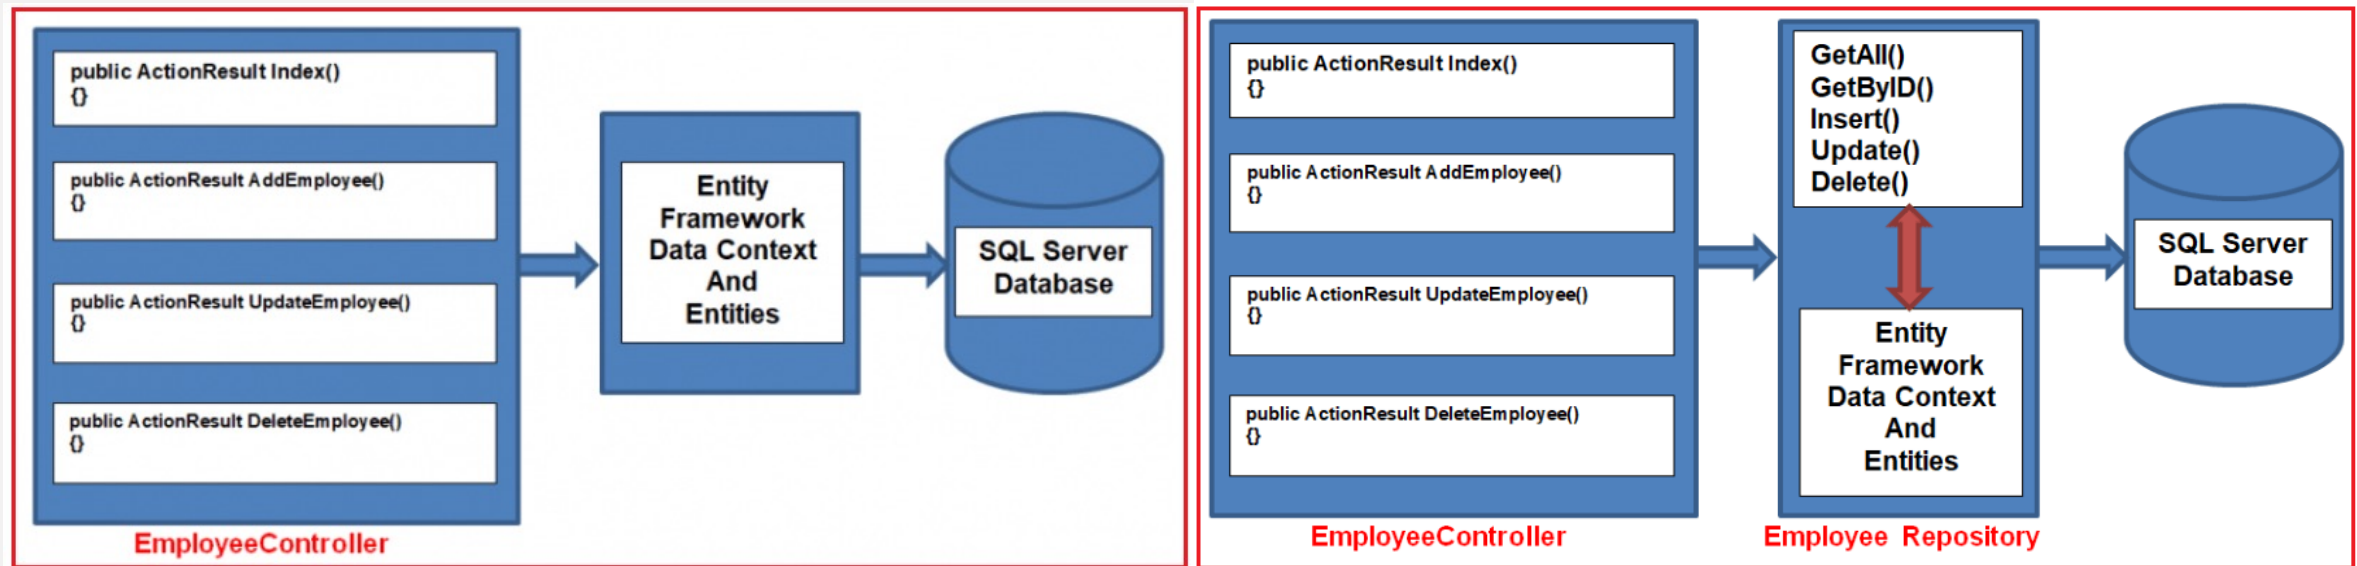 public ActionResult Index()
{}
public ActionResult AddEmployee()
{}
public ActionResult UpdateEmployee()
{}
public ActionResult DeleteEmployee()
{}
EmployeeController
Entity
Framework
Data Context
And
Entities
SQL Server
Database
public ActionResult Index()
{}
public ActionResult AddEmployee()
{}
public ActionResult UpdateEmployee()
{}
public ActionResult DeleteEmployee()
{}
EmployeeController
GetAll()
GetByID()
Insert()
Update()
Delete()
Entity
Framework
Data Context
And
Entities
Employee Repository
SQL Server
Database